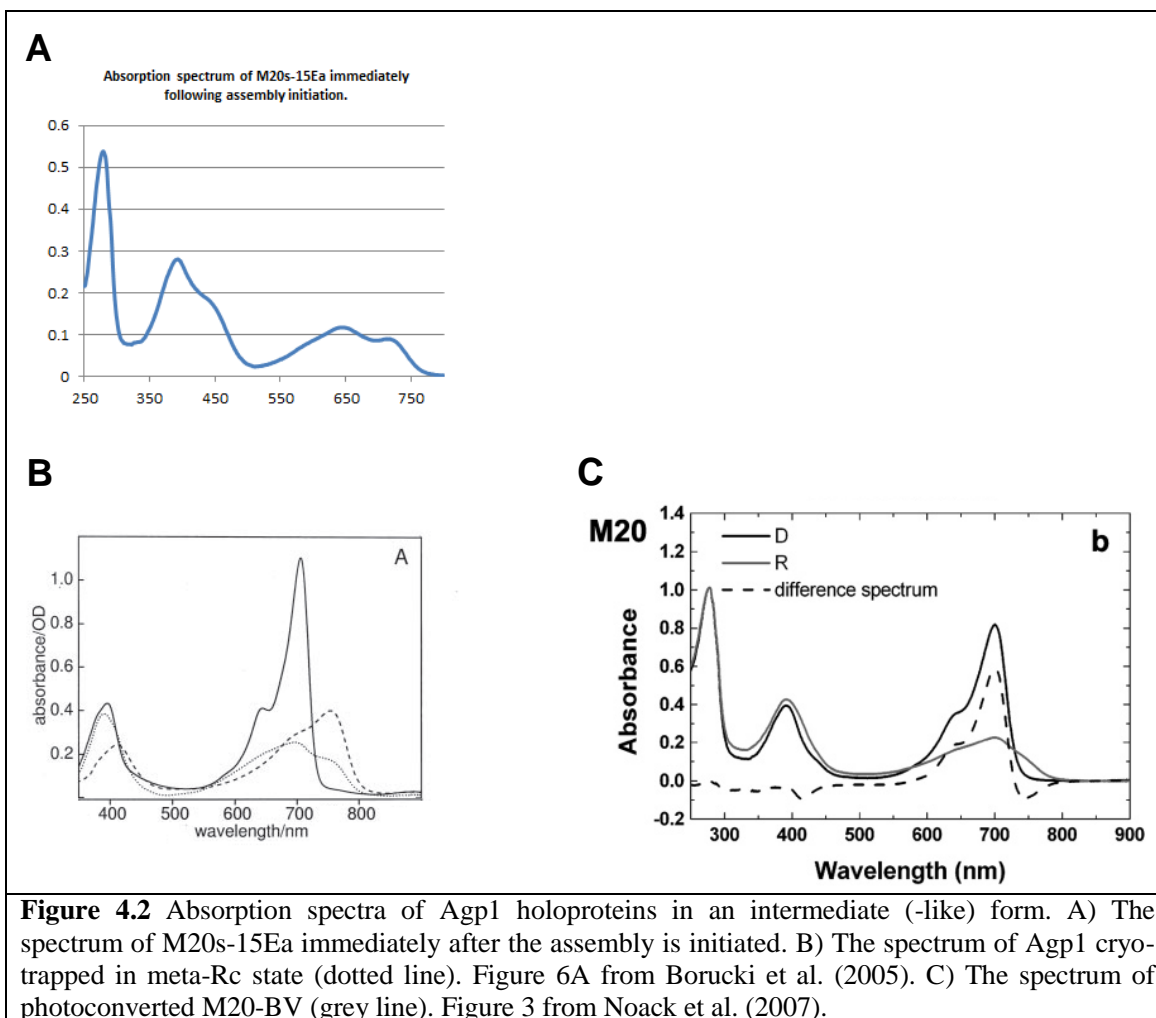 A
Absorption spectrum of M20s-15Ea immediately
following assembly initiation.
0.6
0.5
0.4
0.3
0.2
0.1
0
250 350 450 550 650 750
B
A
1.0
0.8
0.6
0.4
0.2
absorbance/OD
400 500 600 700 800
wavelength/nm
C
M20
b
D
R
difference spectrum
1.4
1.2
1.0
0.8
0.6
0.4
0.2
0.0
-0.2
Absorbance
300 400 500 600 700 800 900
Wavelength (nm)
Figure 4.2 Absorption spectra of Agp1 holoproteins in an intermediate (-like) form. A) The
spectrum of M20s-15Ea immediately after the assembly is initiated. B) The spectrum of Agp1 cryo-
trapped in meta-Rc state (dotted line). Figure 6A from Borucki et al. (2005). C) The spectrum of
photoconverted M20-BV (grey line). Figure 3 from Noack et al. (2007).